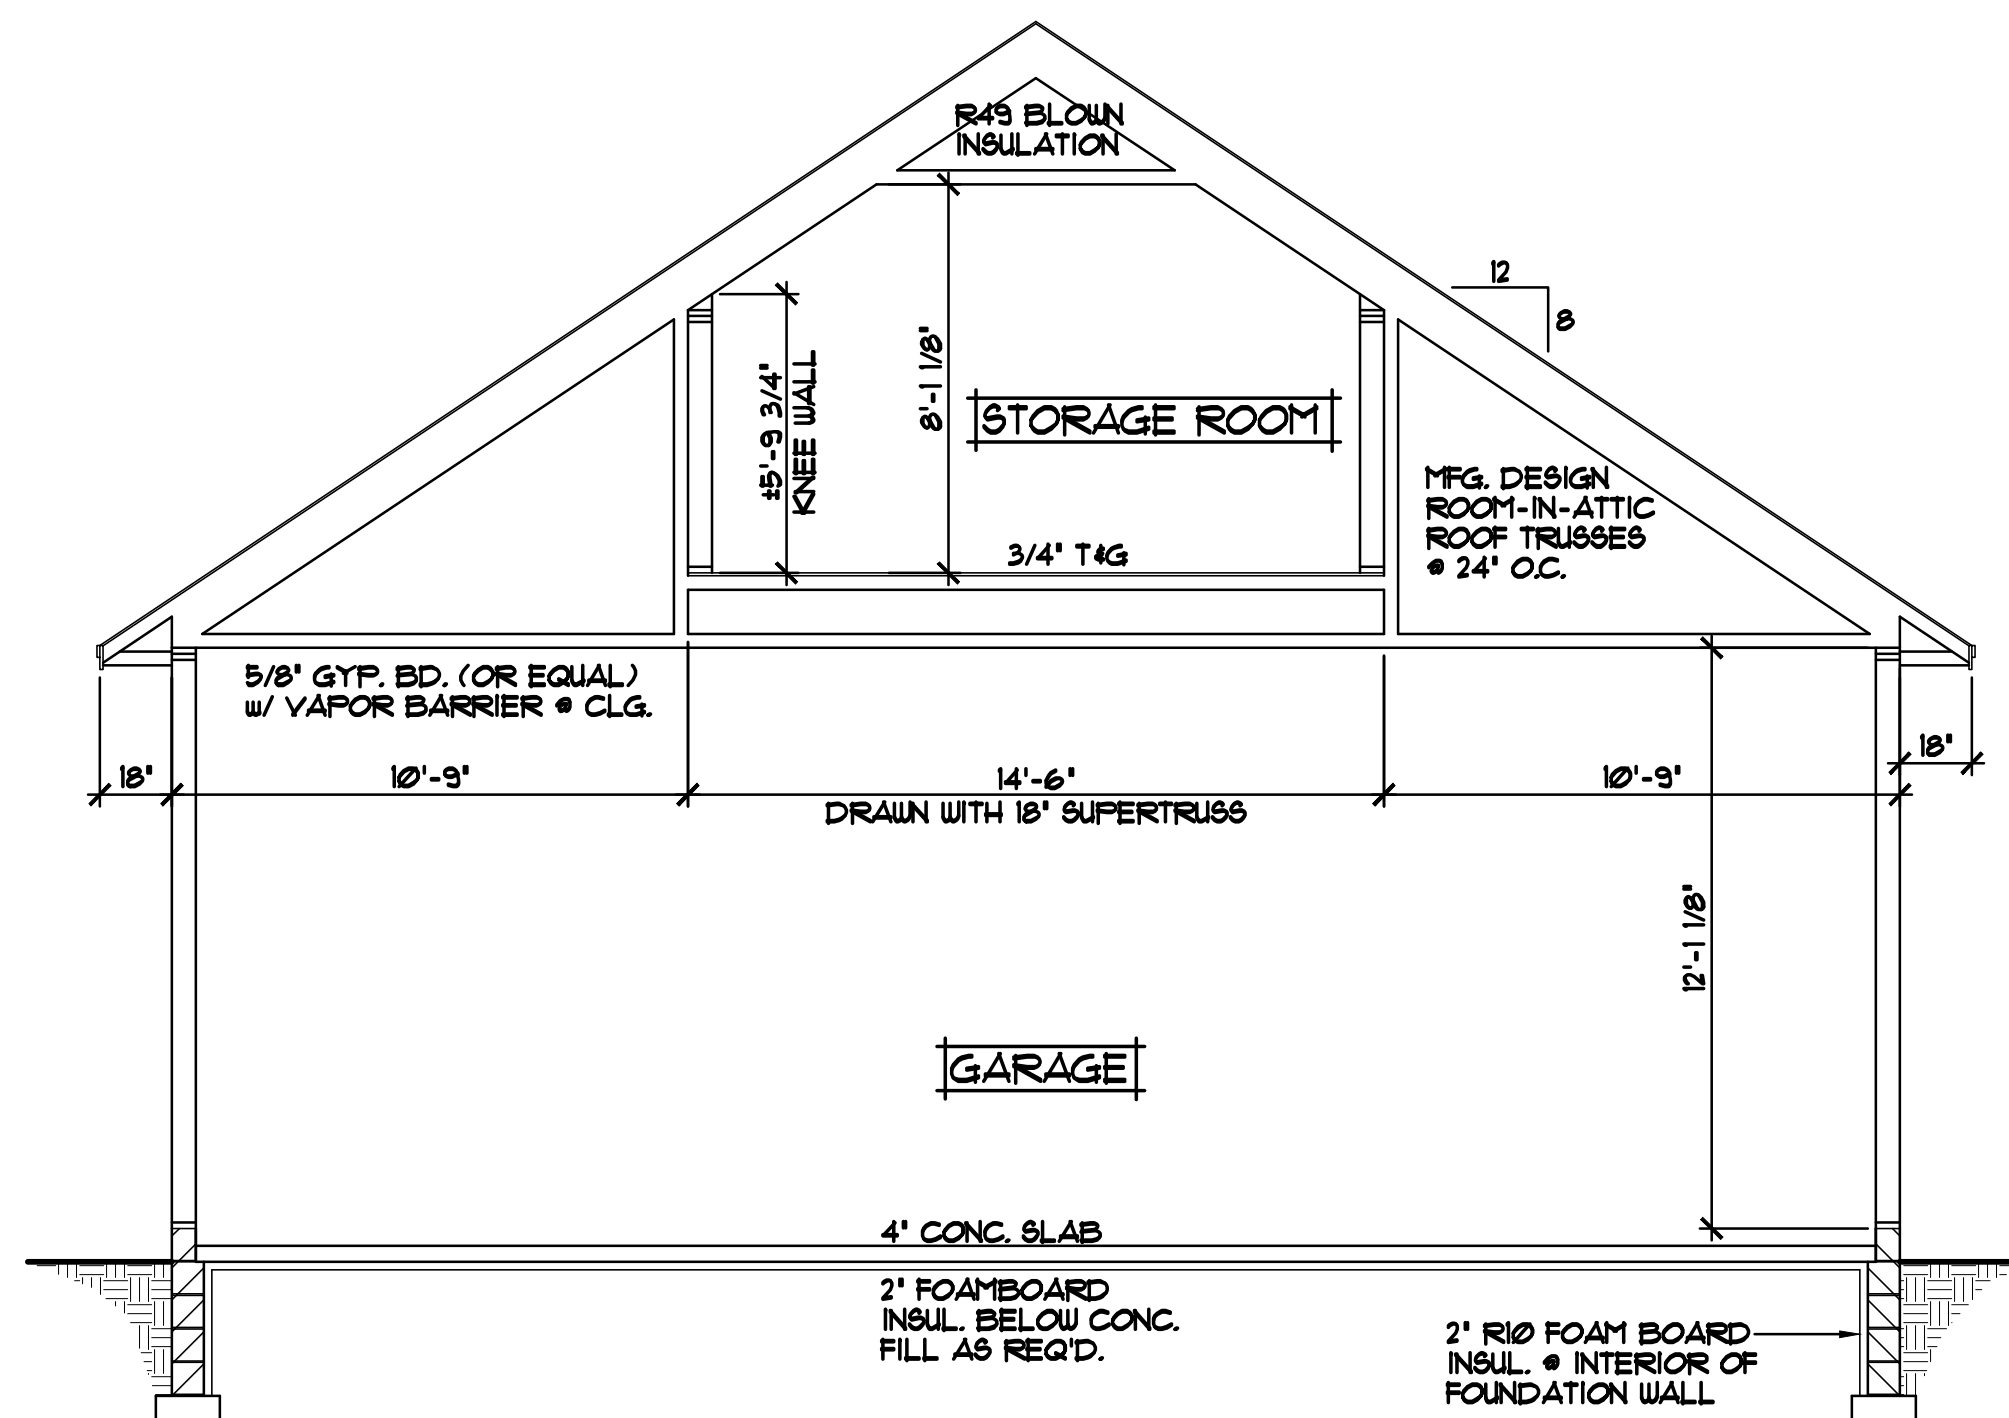 R49 BLOWN
INSULATION
12
8
±5'-9 3/4"
KNEE WALL
8'-1 1/8"
STORAGE ROOM
MFG. DESIGN
ROOM-IN-ATTIC
ROOF TRUSSES
@ 24" O.C.
3/4" T&G
5/8" GYP. BD. (OR EQUAL)
w/ VAPOR BARRIER @ CLG.
18"
10'-9"
14'-6"
10'-9"
18"
DRAWN WITH 18" SUPERTRUSS
12'-1 1/8"
GARAGE
4" CONC. SLAB
2" FOAMBOARD
INSUL. BELOW CONC.
FILL AS REQ'D.
2" R10 FOAM BOARD
INSUL. @ INTERIOR OF
FOUNDATION WALL